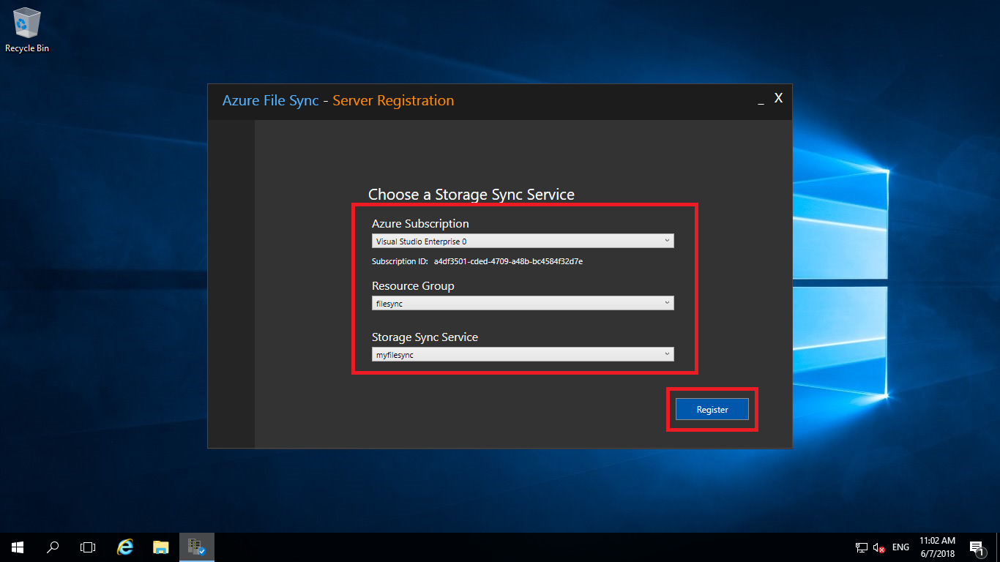 Recycle Bin
Azure File Sync - Server Registration
_ X
Choose a Storage Sync Service
Azure Subscription
Visual Studio Enterprise 0
Subscription ID: a4df3501-cded-4709-a48b-bc4584f32d7e
Resource Group
filesync
Storage Sync Service
myfilesync
Register
ENG
11:02 AM
6/7/2018
1